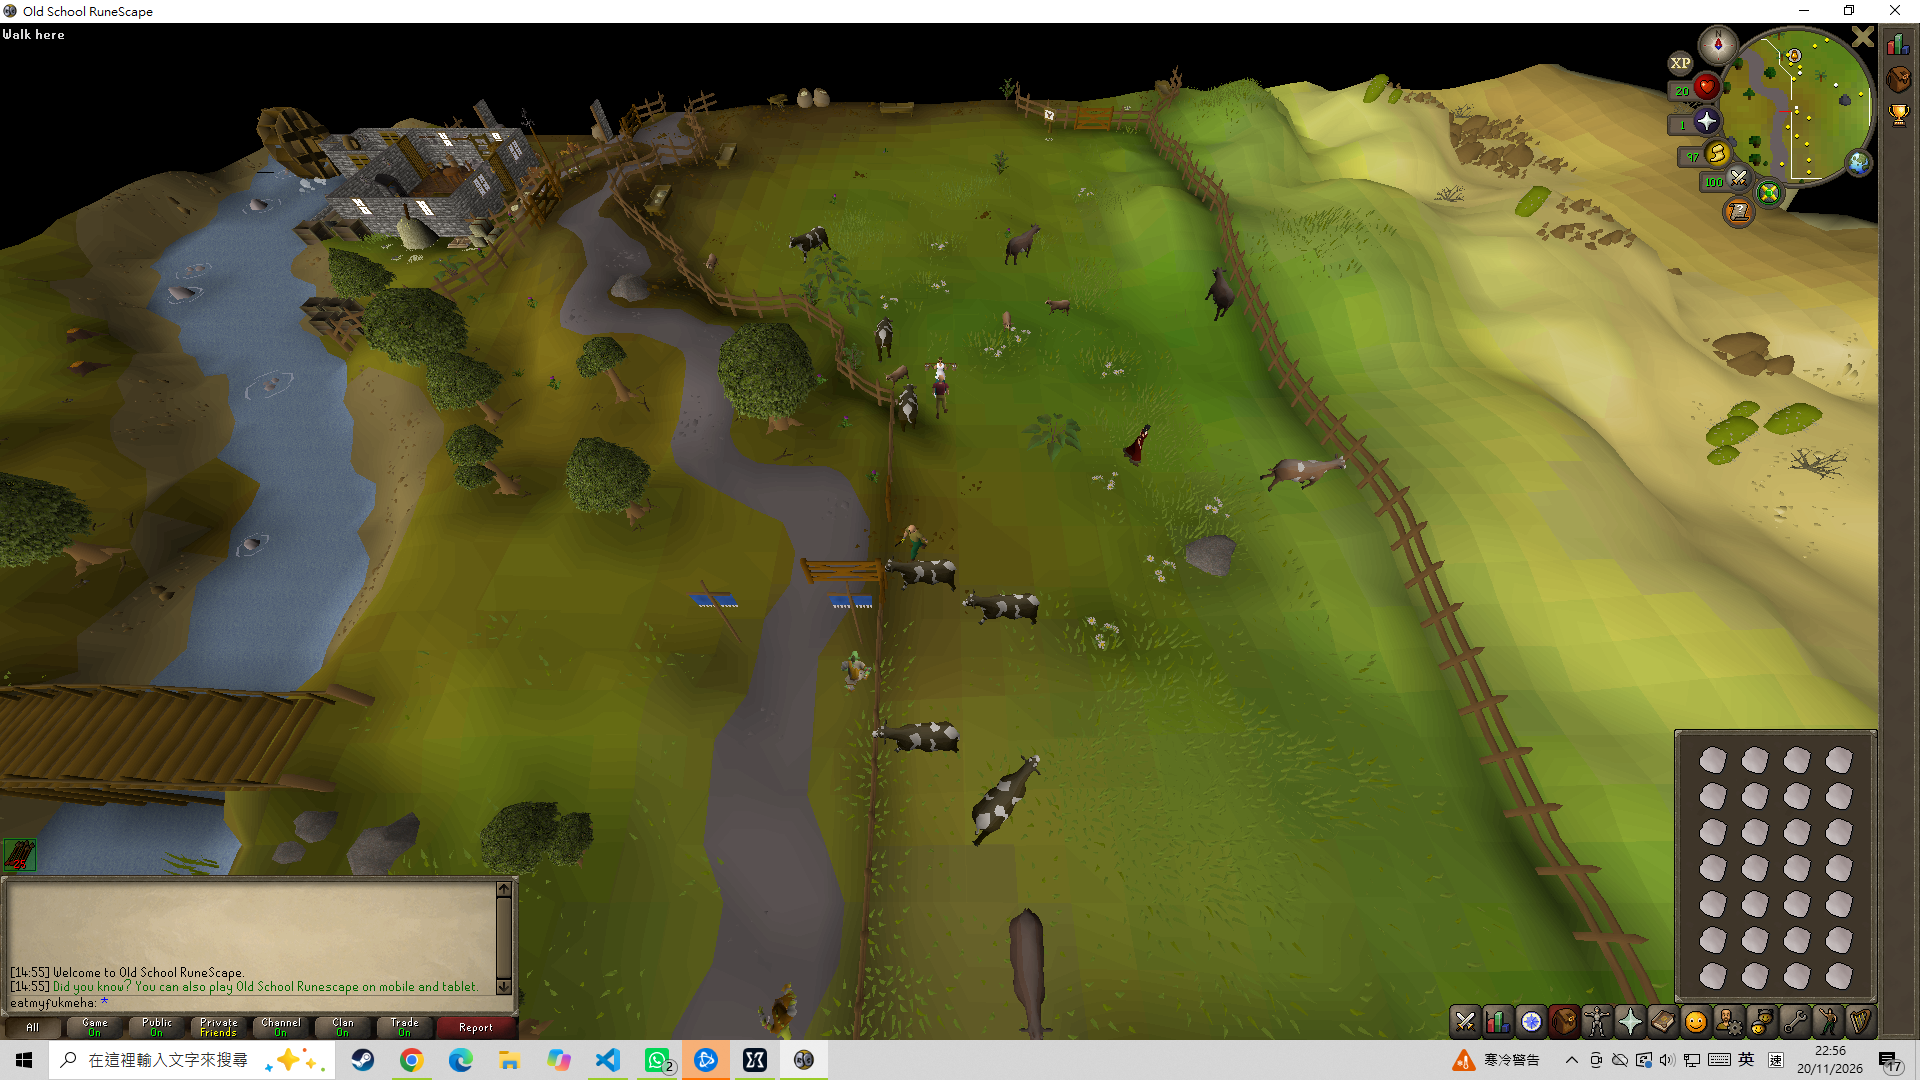 Old School RuneScape
Walk here
N
XP
20
1
97
100
-25
[14:55] Welcome to Old School RuneScape.
[14:55] Did you know? You can also play Old School Runescape on mobile and tablet.
eatmyfukmeha: *
All
Game
On
Public
On
Private
Friends
Channel
On
Clan
On
Trade
On
Report
在這裡輸入文字來搜尋
2
寒冷警告
英
速
22:56
20/11/2026
17